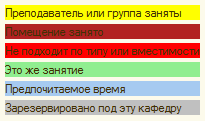 Преподаватель или группа заняты
Помещение занято
Не подходит по типу или вместимости
Это же занятие
Предпочитаемое время
Зарезервировано под эту кафедру